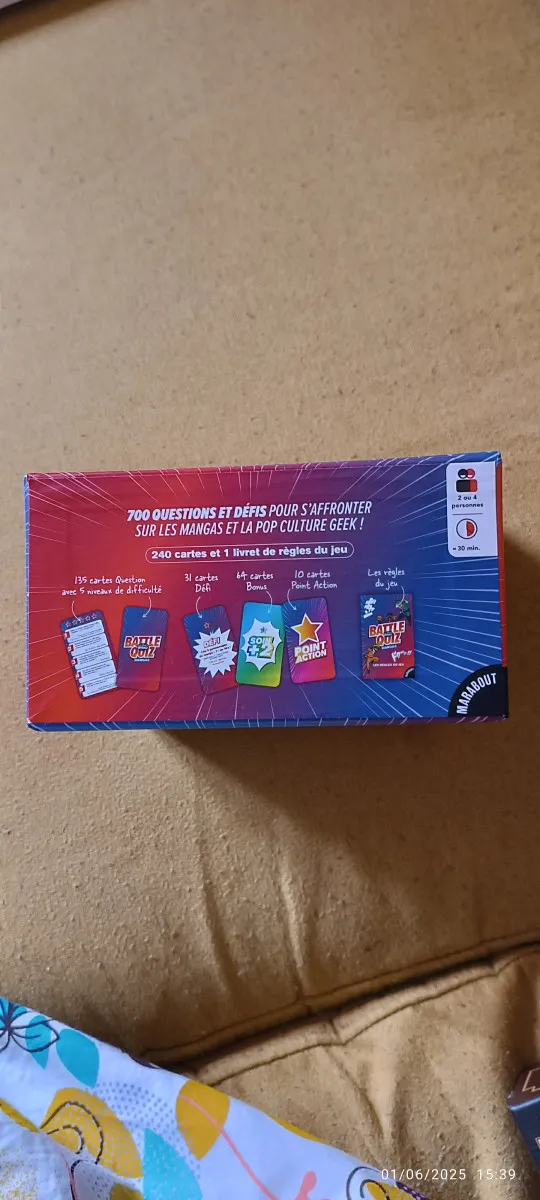 700 QUESTIONS ET DÉFIS POUR S'AFFRONTER
SUR LES MANGAS ET LA POP CULTURE GEEK !
240 cartes et 1 livret de règles du jeu
2 ou 4
personnes
≈ 30 min.
135 cartes Question
avec 5 niveaux de difficulté
31 cartes
Défi
64 cartes
Bonus
10 cartes
Point Action
Les règles
du jeu
BATTLE
QUIZ
DÉFI
SOIN
+2
POINT
ACTION
BATTLE
QUIZ
MARABOUT
01/06/2025 15:39